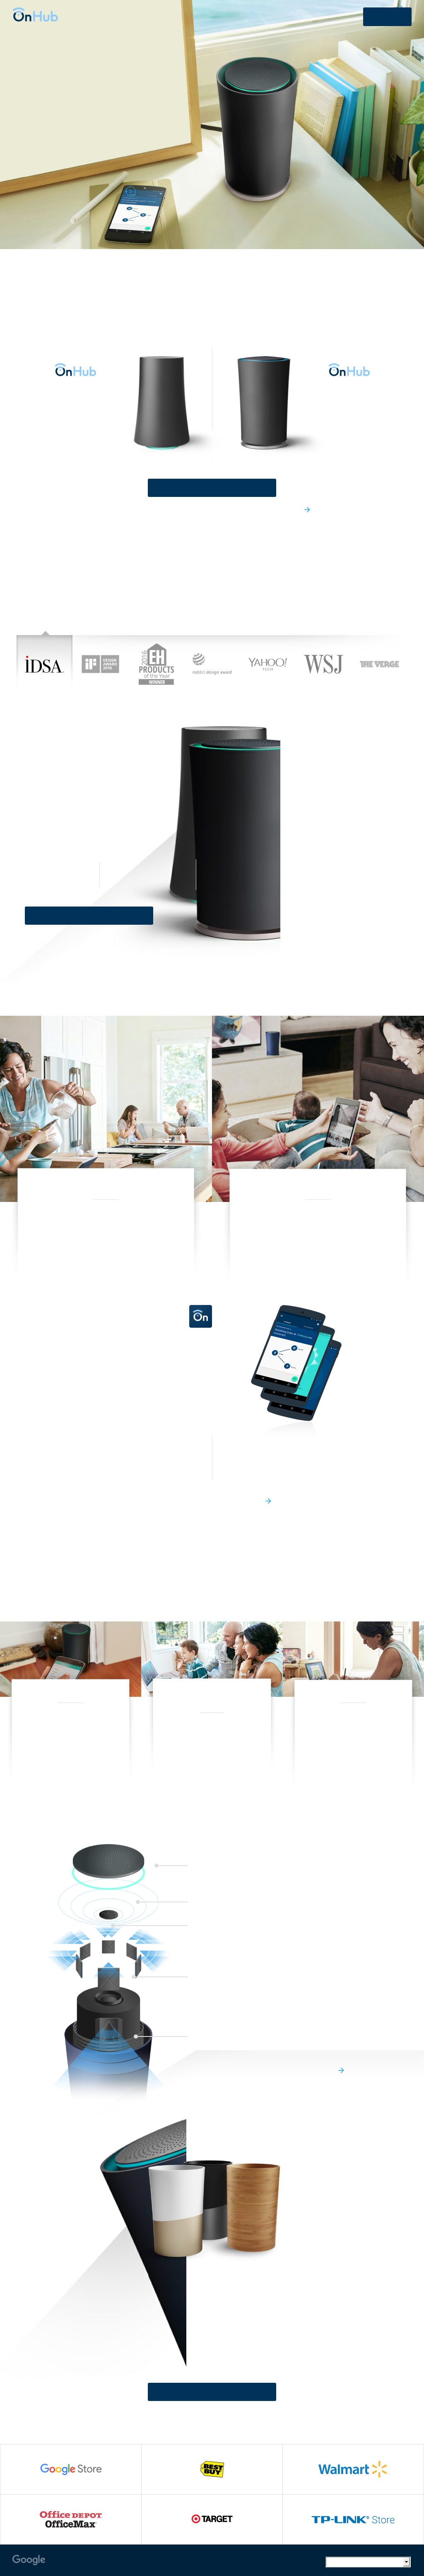 OnHub
OnHub
OnHub
IDSA
iF
DESIGN
AWARD
2016
2016
EH
PRODUCTS
of the Year
WINNER
reddot design award
YAHOO!
TECH
WSJ
THE VERGE
On
Google Store
BEST
BUY
Walmart
Office DEPOT
OfficeMax
TARGET
TP-LINK Store
Google